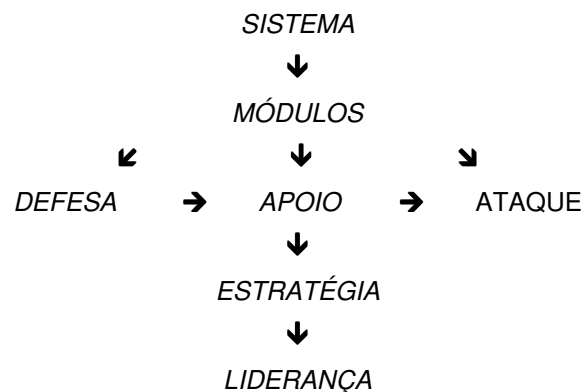 SISTEMA
MÓDULOS
DEFESA → APOIO → ATAQUE
ESTRATÉGIA
LIDERANÇA